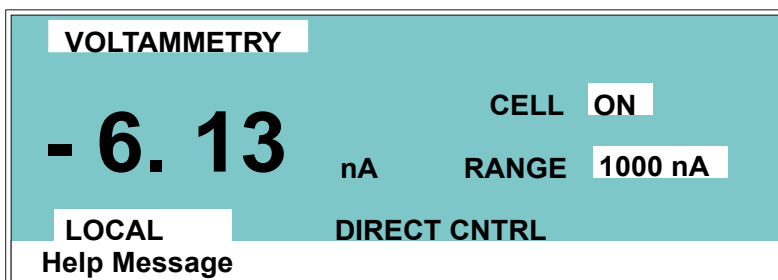 VOLTAMMETRY
CELL ON
- 6. 13 nA RANGE 1000 nA
LOCAL DIRECT CNTRL
Help Message